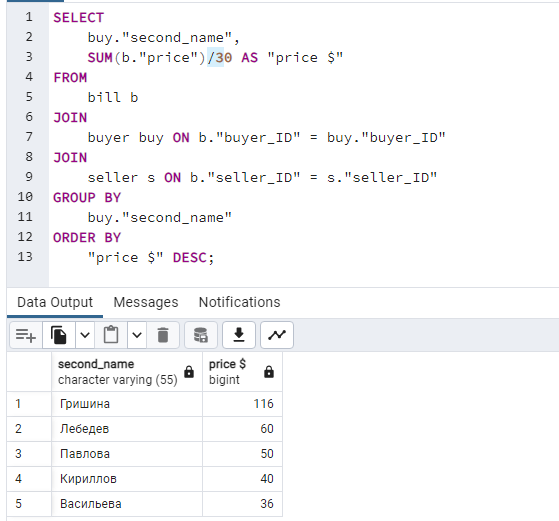 1 SELECT
2 buy."second_name",
3 SUM(b."price")/30 AS "price $"
4 FROM
5 bill b
6 JOIN
7 buyer buy ON b."buyer_ID" = buy."buyer_ID"
8 JOIN
9 seller s ON b."seller_ID" = s."seller_ID"
10 GROUP BY
11 buy."second_name"
12 ORDER BY
13 "price $" DESC;
Data Output Messages Notifications
second_name price $
character varying (55) bigint
1 Гришина 116
2 Лебедев 60
3 Павлова 50
4 Кириллов 40
5 Васильева 36